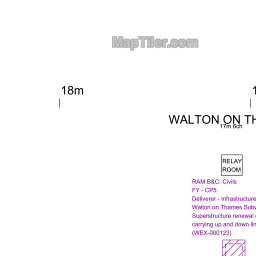 MapTiler.com
18m
1
WALTON ON TH
17m 6ch
RELAY
ROOM
RAM B&C: Civils
FY - CP5.
Deliverer - Infrastructure
Walton on Thames Subw
Superstructure renewal
carrying up and down lin
(WEX-000123)